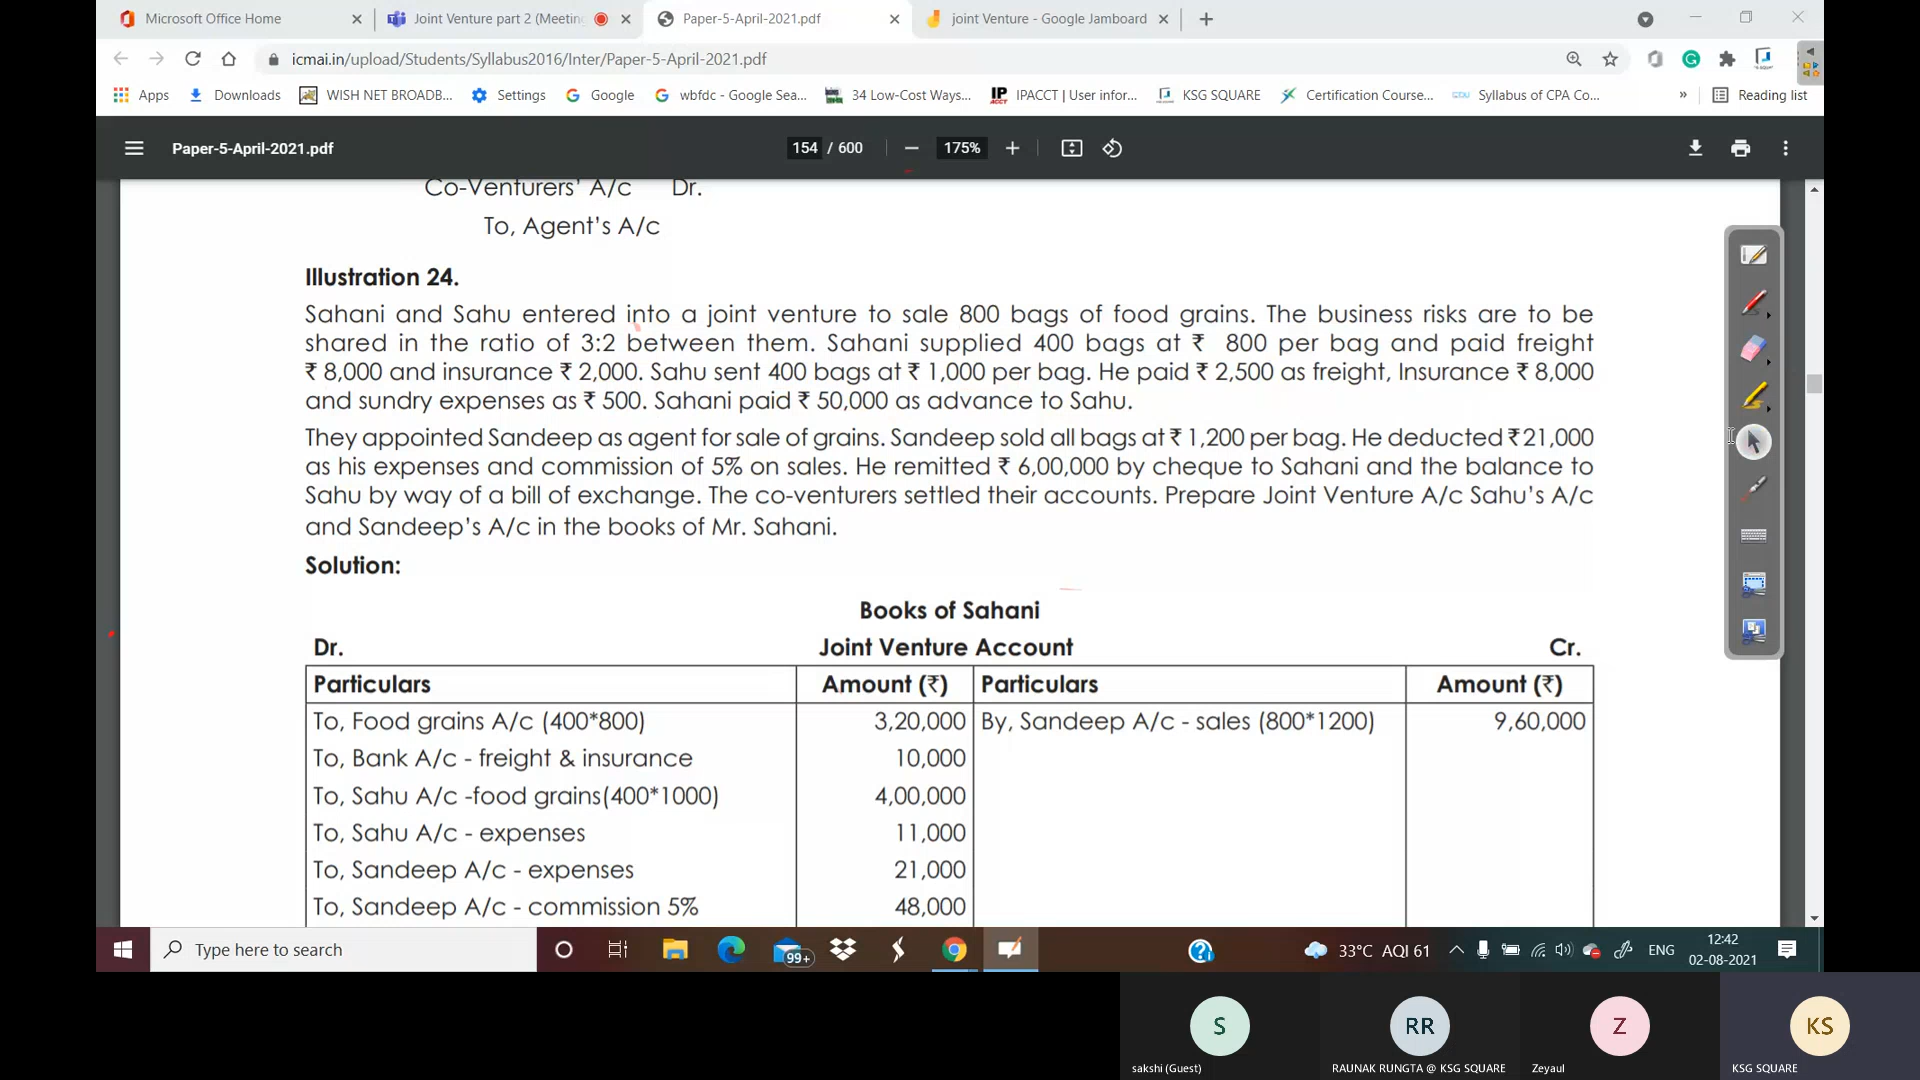 Microsoft Office Home
Joint Venture part 2 (Meetin
Paper-5-April-2021.pdf
joint Venture - Google Jamboard
icmai.in/upload/Students/Syllabus2016/Inter/Paper-5-April-2021.pdf
Apps
Downloads
WISH NET BROADB...
Settings
Google
wbfdc - Google Sea...
34 Low-Cost Ways...
IPACCT | User infor...
KSG SQUARE
Certification Course...
Syllabus of CPA Co...
»
Reading list
Paper-5-April-2021.pdf
154 / 600
175%
Co-Venturers' A/c Dr.
To, Agent's A/c
Illustration 24.
Sahani and Sahu entered into a joint venture to sale 800 bags of food grains. The business risks are to be
shared in the ratio of 3:2 between them. Sahani supplied 400 bags at ₹ 800 per bag and paid freight
₹ 8,000 and insurance ₹ 2,000. Sahu sent 400 bags at ₹ 1,000 per bag. He paid ₹ 2,500 as freight, Insurance ₹ 8,000
and sundry expenses as ₹ 500. Sahani paid ₹ 50,000 as advance to Sahu.
They appointed Sandeep as agent for sale of grains. Sandeep sold all bags at ₹ 1,200 per bag. He deducted ₹21,000
as his expenses and commission of 5% on sales. He remitted ₹ 6,00,000 by cheque to Sahani and the balance to
Sahu by way of a bill of exchange. The co-venturers settled their accounts. Prepare Joint Venture A/c Sahu's A/c
and Sandeep's A/c in the books of Mr. Sahani.
Solution:
Books of Sahani
Dr. Joint Venture Account Cr.
Particulars Amount (₹) Particulars Amount (₹)
To, Food grains A/c (400*800) 3,20,000 By, Sandeep A/c - sales (800*1200) 9,60,000
To, Bank A/c - freight & insurance 10,000
To, Sahu A/c -food grains(400*1000) 4,00,000
To, Sahu A/c - expenses 11,000
To, Sandeep A/c - expenses 21,000
To, Sandeep A/c - commission 5% 48,000
Type here to search
99+
33°C AQI 61
ENG
12:42
02-08-2021
S
RR
Z
KS
sakshi (Guest)
RAUNAK RUNGTA @ KSG SQUARE
Zeyaul
KSG SQUARE